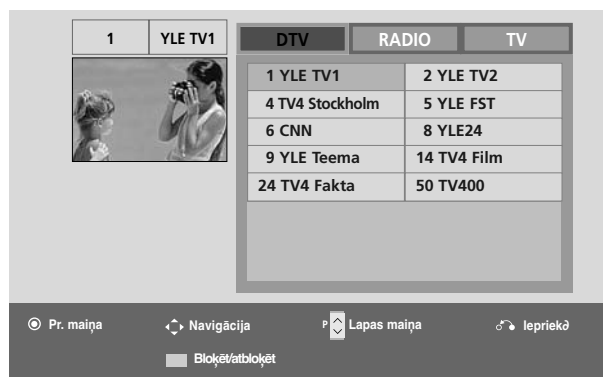 1 YLE TV1
DTV RADIO TV
1 YLE TV1 2 YLE TV2
4 TV4 Stockholm 5 YLE FST
6 CNN 8 YLE24
9 YLE Teema 14 TV4 Film
24 TV4 Fakta 50 TV400
Pr. maiņa Navigācija P Lapas maiņa Iepriek∂
Bloķēt/atbloķēt